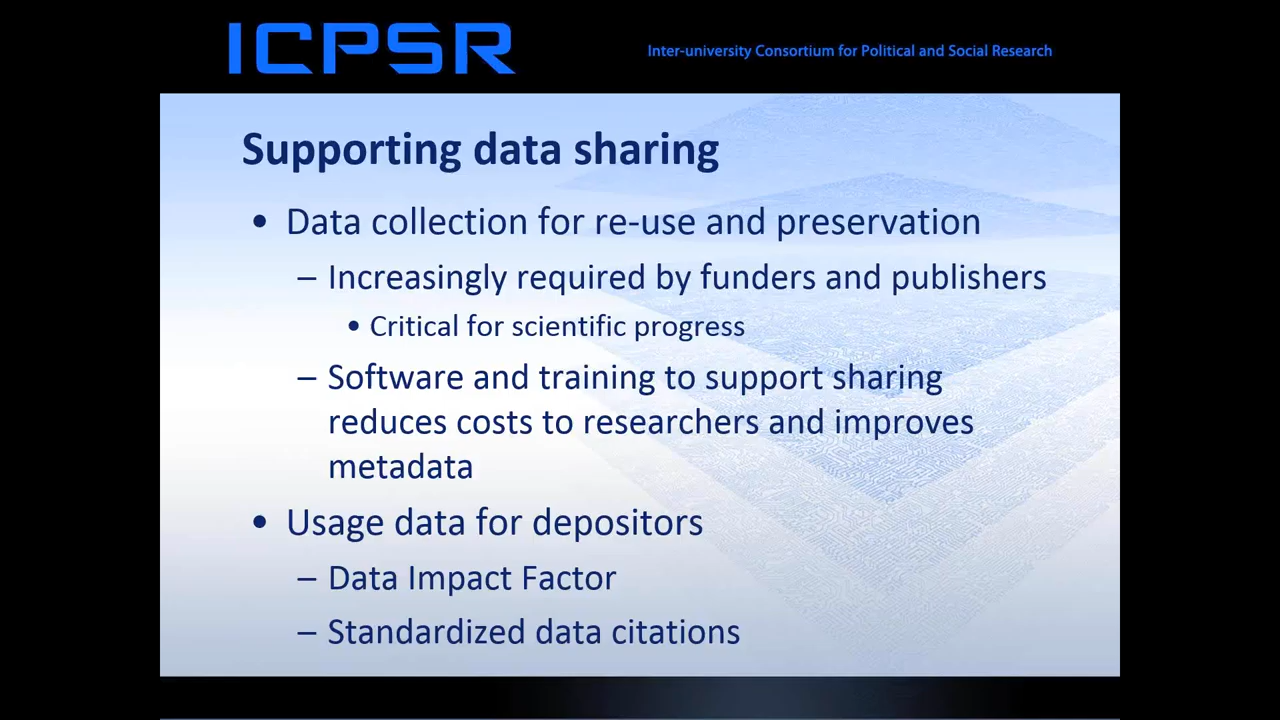 ICPSR
Inter-university Consortium for Political and Social Research
Supporting data sharing
• Data collection for re-use and preservation
– Increasingly required by funders and publishers
• Critical for scientific progress
– Software and training to support sharing
reduces costs to researchers and improves
metadata
• Usage data for depositors
– Data Impact Factor
– Standardized data citations